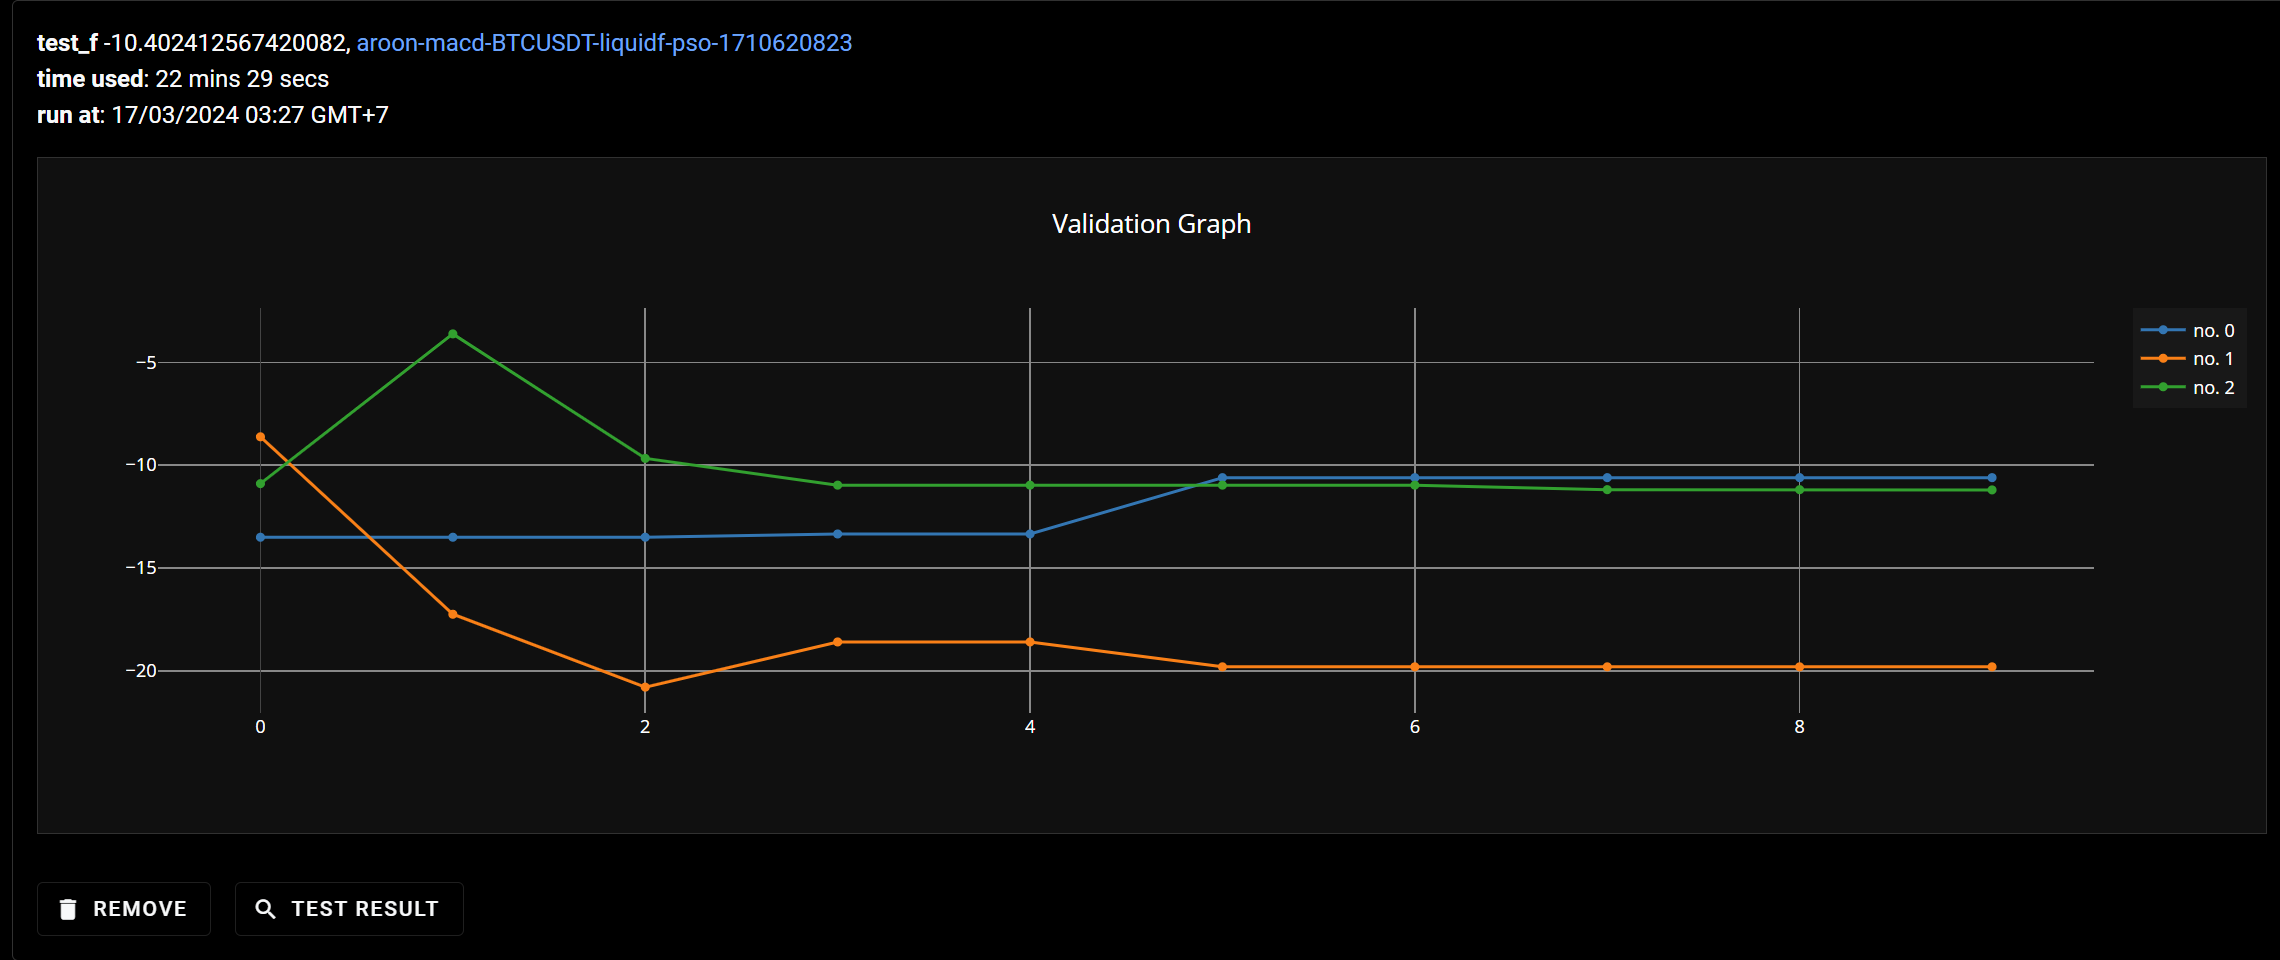 test_f -10.402412567420082, aroon-macd-BTCUSDT-liquidf-pso-1710620823
time used: 22 mins 29 secs
run at: 17/03/2024 03:27 GMT+7
Validation Graph
no. 0
no. 1
no. 2
−5
−10
−15
−20
0 2 4 6 8
REMOVE TEST RESULT